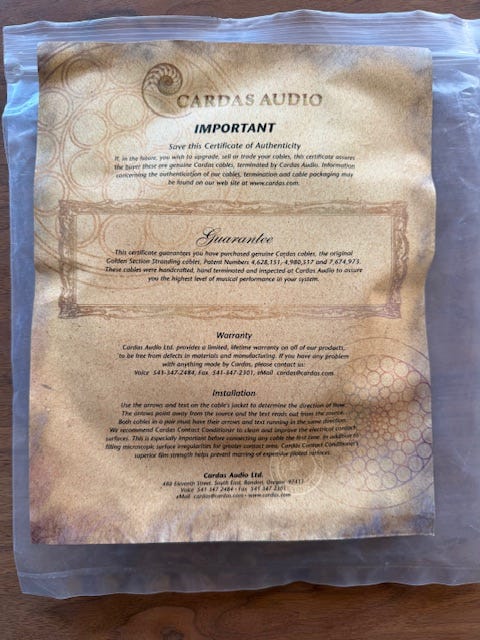 CARDAS AUDIO
IMPORTANT
Save this Certificate of Authenticity
If, in the future, you wish to upgrade, sell or trade your cables, this certificate assures
the buyer these are genuine Cardas cables, terminated by Cardas Audio. Information
concerning the authentication of our cables, termination and cable packaging may
be found on our web site at www.cardas.com.
Guarantee
This certificate guarantees you have purchased genuine Cardas cables, the original
Golden Section Stranding cables, Patent Numbers 4,628,151, 4,980,517 and 7,674,973.
These cables were handcrafted, hand terminated and inspected at Cardas Audio to assure
you the highest level of musical performance in your system.
Warranty
Cardas Audio Ltd. provides a limited, lifetime warranty on all of our products,
to be free from defects in materials and manufacturing. If you have any problem
with anything made by Cardas, please contact us:
Voice 541-347-2484, Fax 541-347-2301, eMail cardas@cardas.com.
Installation
Use the arrows and text on the cable's jacket to determine the direction of flow.
The arrows point away from the source and the text reads out from the source.
Both cables in a pair must have their arrows and text running in the same direction.
We recommend Cardas Contact Conditioner to clean and improve the electrical contact
surfaces. This is especially important before connecting any cable the first time. In addition to
filling microscopic surface irregularities for greater contact area, Cardas Contact Conditioner's
superior film strength helps prevent marring of expensive plated surfaces.
Cardas Audio Ltd.
480 Eleventh Street, South East, Bandon, Oregon 97411
Voice 541 347 2484 • Fax 541 347 2301
eMail cardas@cardas.com • www.cardas.com